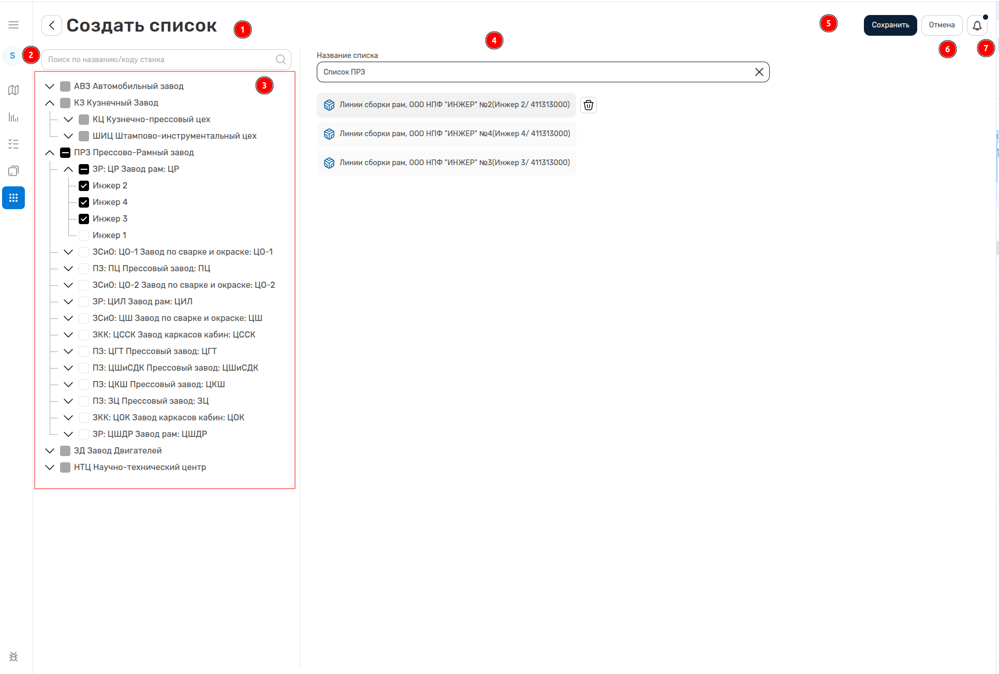 Создать список
1
5
Сохранить
Отмена
S
2
Поиск по названию/коду станка
4
6
7
Название списка
Список ПРЗ
3
АВЗ Автомобильный завод
КЗ Кузнечный Завод
КЦ Кузнечно-прессовый цех
ШИЦ Штампово-инструментальный цех
ПРЗ Прессово-Рамный завод
ЗР: ЦР Завод рам: ЦР
Инжер 2
Инжер 4
Инжер 3
Инжер 1
ЗСиО: ЦО-1 Завод по сварке и окраске: ЦО-1
ПЗ: ПЦ Прессовый завод: ПЦ
ЗСиО: ЦО-2 Завод по сварке и окраске: ЦО-2
ЗР: ЦИЛ Завод рам: ЦИЛ
ЗСиО: ЦШ Завод по сварке и окраске: ЦШ
ЗКК: ЦССК Завод каркасов кабин: ЦССК
ПЗ: ЦГТ Прессовый завод: ЦГТ
ПЗ: ЦШиСДК Прессовый завод: ЦШиСДК
ПЗ: ЦКШ Прессовый завод: ЦКШ
ПЗ: ЗЦ Прессовый завод: ЗЦ
ЗКК: ЦОК Завод каркасов кабин: ЦОК
ЗР: ЦШДР Завод рам: ЦШДР
ЗД Завод Двигателей
НТЦ Научно-технический центр
Линии сборки рам, ООО НПФ "ИНЖЕР" №2(Инжер 2/ 411313000)
Линии сборки рам, ООО НПФ "ИНЖЕР" №4(Инжер 4/ 411313000)
Линии сборки рам, ООО НПФ "ИНЖЕР" №3(Инжер 3/ 411313000)